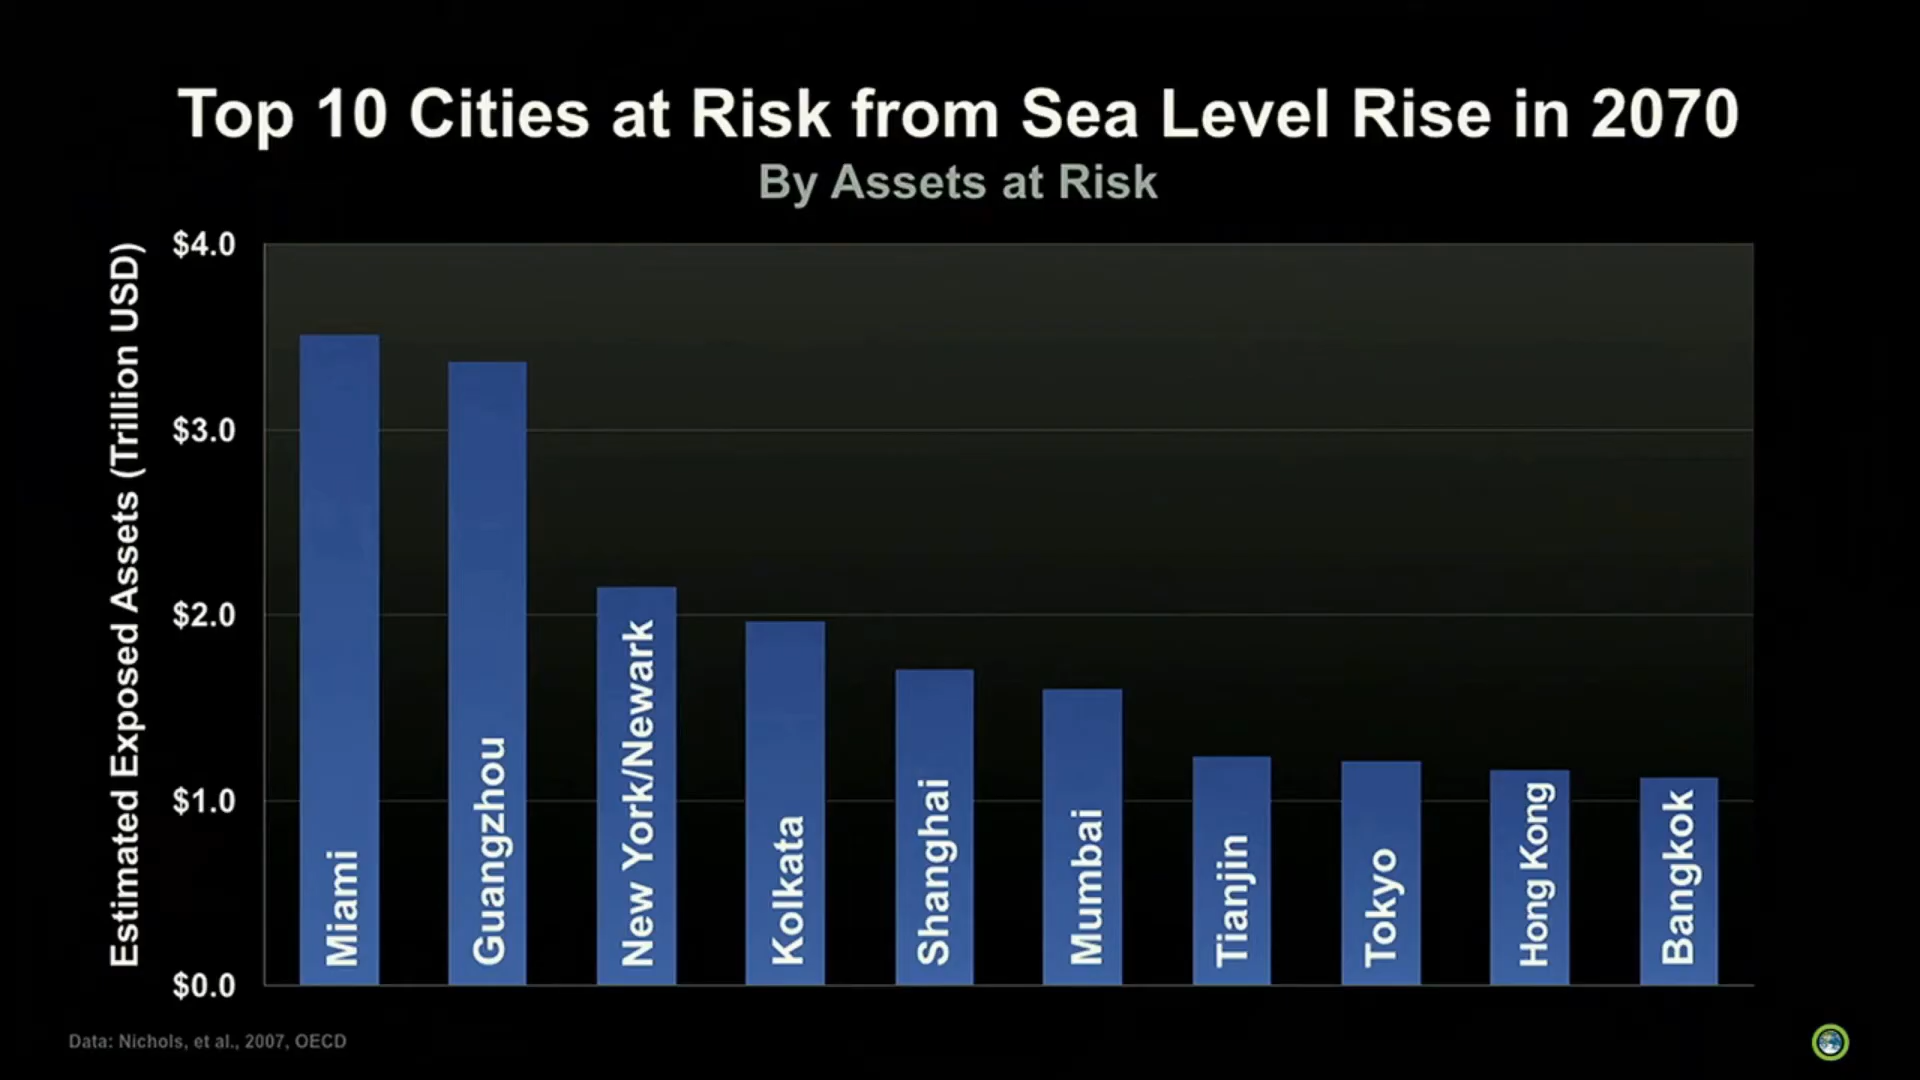 Top 10 Cities at Risk from Sea Level Rise in 2070
By Assets at Risk
Estimated Exposed Assets (Trillion USD)
$4.0
$3.0
$2.0
$1.0
$0.0
Miami
Guangzhou
New York/Newark
Kolkata
Shanghai
Mumbai
Tianjin
Tokyo
Hong Kong
Bangkok
Data: Nichols, et al., 2007, OECD